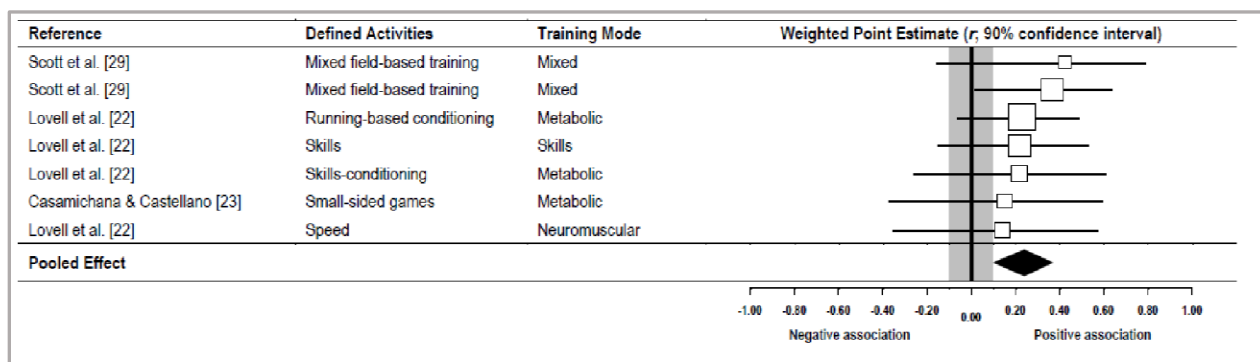 Reference Defined Activities Training Mode Weighted Point Estimate (r; 90% confidence interval)
Scott et al. [29] Mixed field-based training Mixed
Scott et al. [29] Mixed field-based training Mixed
Lovell et al. [22] Running-based conditioning Metabolic
Lovell et al. [22] Skills Skills
Lovell et al. [22] Skills-conditioning Metabolic
Casamichana & Castellano [23] Small-sided games Metabolic
Lovell et al. [22] Speed Neuromuscular
Pooled Effect
-1.00 -0.80 -0.60 -0.40 -0.20 0.00 0.20 0.40 0.60 0.80 1.00
Negative association Positive association